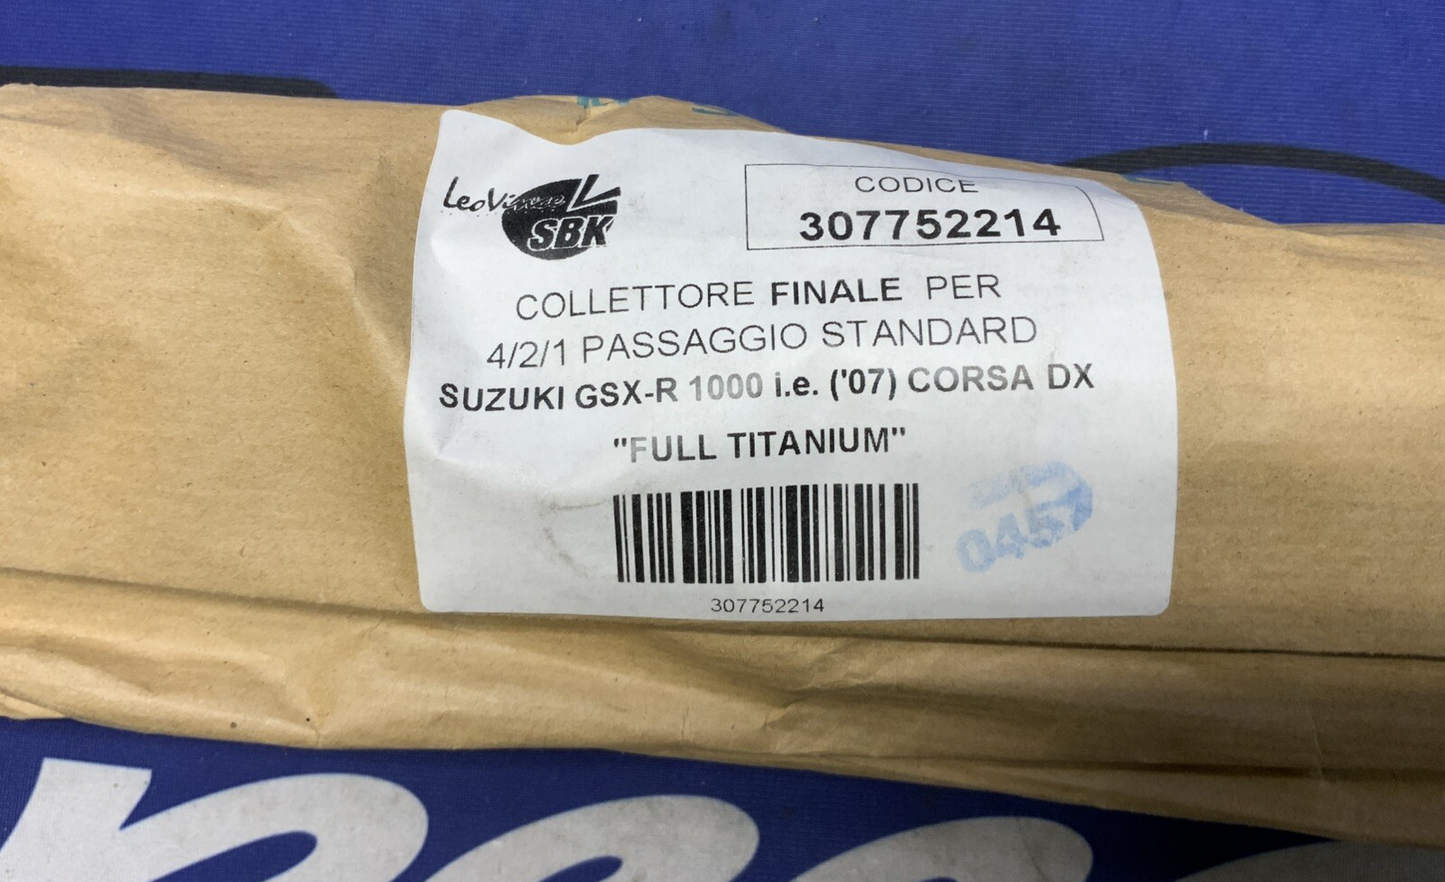 LeoVince
SBK
CODICE
307752214
COLLETTORE FINALE PER
4/2/1 PASSAGGIO STANDARD
SUZUKI GSX-R 1000 i.e. ('07) CORSA DX
"FULL TITANIUM"
0457
307752214